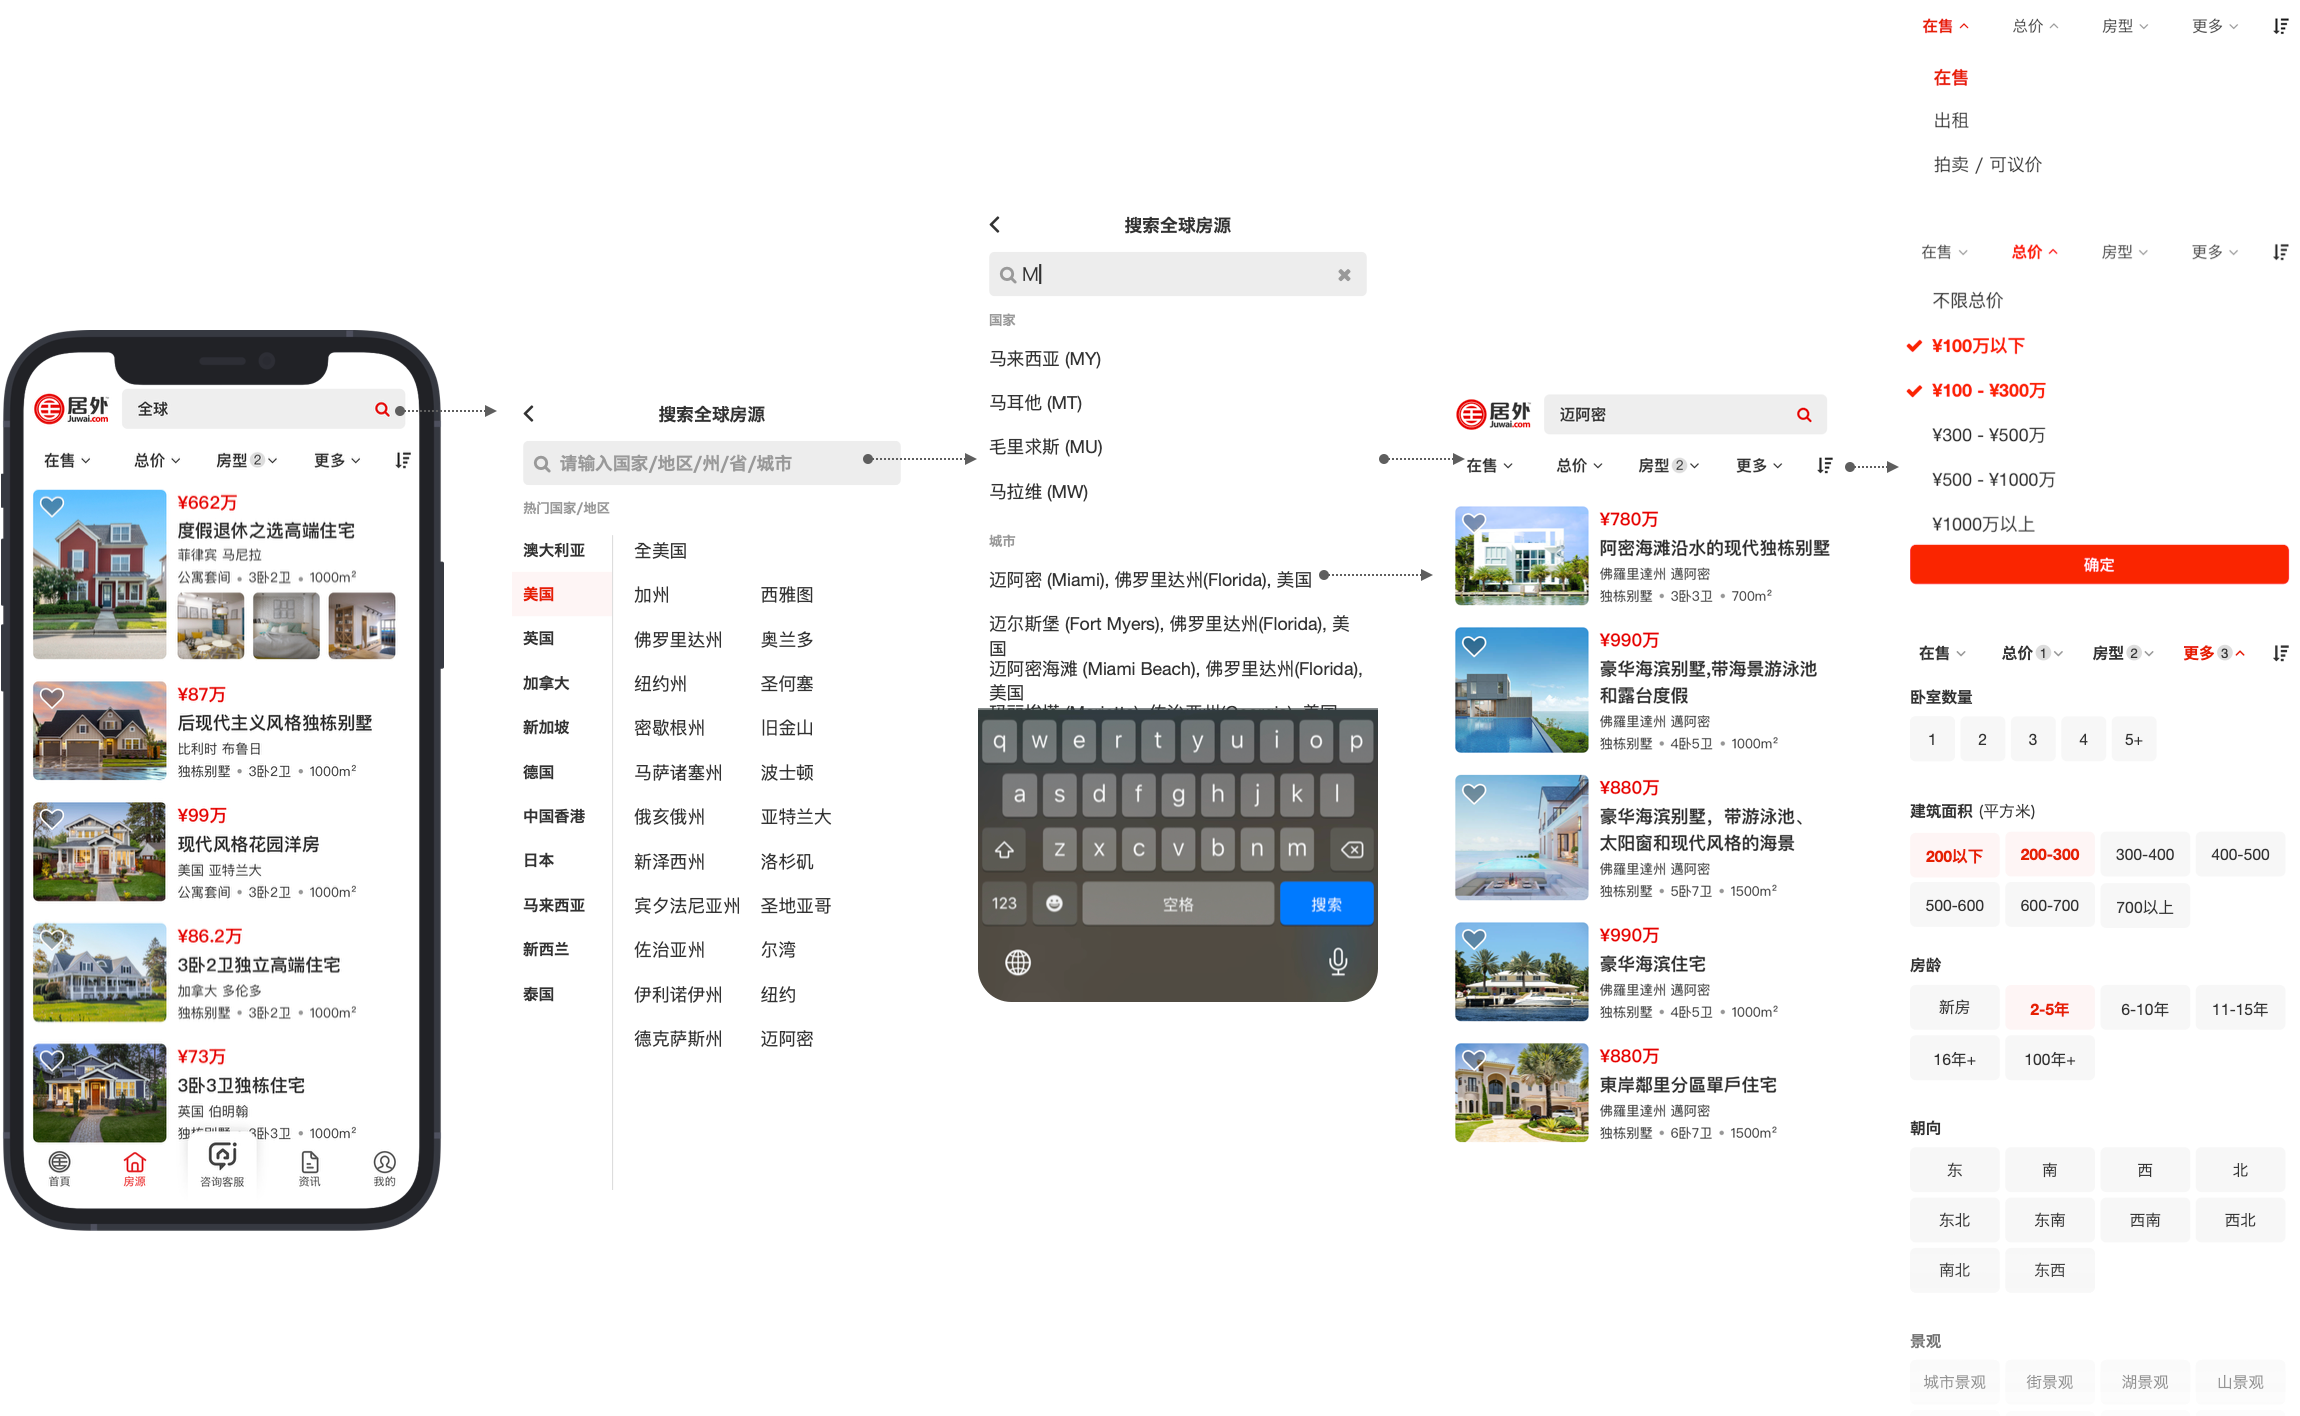 居外
Juwai.com
全球
在售
总价
房型 2
更多
¥662万
度假退休之选高端住宅
菲律宾 马尼拉
公寓套间 • 3卧2卫 • 1000m²
¥87万
后现代主义风格独栋别墅
比利时 布鲁日
独栋别墅 • 3卧2卫 • 1000m²
¥99万
现代风格花园洋房
美国 亚特兰大
公寓套间 • 3卧2卫 • 1000m²
¥86.2万
3卧2卫独立高端住宅
加拿大 多伦多
独栋别墅 • 3卧2卫 • 1000m²
¥73万
3卧3卫独栋住宅
英国 伯明翰
3卧3卫 • 1000m²
首頁
房源
咨询客服
资讯
我的
搜索全球房源
请输入国家/地区/州/省/城市
热门国家/地区
澳大利亚
美国
英国
加拿大
新加坡
德国
中国香港
日本
马来西亚
新西兰
泰国
全美国
加州 西雅图
佛罗里达州 奥兰多
纽约州 圣何塞
密歇根州 旧金山
马萨诸塞州 波士顿
俄亥俄州 亚特兰大
新泽西州 洛杉矶
宾夕法尼亚州 圣地亚哥
佐治亚州 尔湾
伊利诺伊州 纽约
德克萨斯州 迈阿密
搜索全球房源
M
国家
马来西亚 (MY)
马耳他 (MT)
毛里求斯 (MU)
马拉维 (MW)
城市
迈阿密 (Miami), 佛罗里达州(Florida), 美国
迈尔斯堡 (Fort Myers), 佛罗里达州(Florida), 美
国
迈阿密海滩 (Miami Beach), 佛罗里达州(Florida),
美国
q w e r t y u i o p
a s d f g h j k l
z x c v b n m
123 空格 搜索
居外
Juwai.com
迈阿密
在售
总价
房型 2
更多
¥780万
阿密海滩沿水的现代独栋别墅
佛羅里達州 邁阿密
独栋别墅 • 3卧3卫 • 700m²
¥990万
豪华海滨别墅,带海景游泳池
和露台度假
佛羅里達州 邁阿密
独栋别墅 • 4卧5卫 • 1000m²
¥880万
豪华海滨别墅，带游泳池、
太阳窗和现代风格的海景
佛羅里達州 邁阿密
独栋别墅 • 5卧7卫 • 1500m²
¥990万
豪华海滨住宅
佛羅里達州 邁阿密
独栋别墅 • 4卧5卫 • 1000m²
¥880万
東岸鄰里分區單戶住宅
佛羅里達州 邁阿密
独栋别墅 • 6卧7卫 • 1500m²
在售 总价 房型 更多
在售
出租
拍卖 / 可议价
在售 总价 房型 更多
不限总价
¥100万以下
¥100 - ¥300万
¥300 - ¥500万
¥500 - ¥1000万
¥1000万以上
确定
在售 总价 1 房型 2 更多 3
卧室数量
1 2 3 4 5+
建筑面积 (平方米)
200以下 200-300 300-400 400-500
500-600 600-700 700以上
房龄
新房 2-5年 6-10年 11-15年
16年+ 100年+
朝向
东 南 西 北
东北 东南 西南 西北
南北 东西
景观
城市景观 街景观 湖景观 山景观